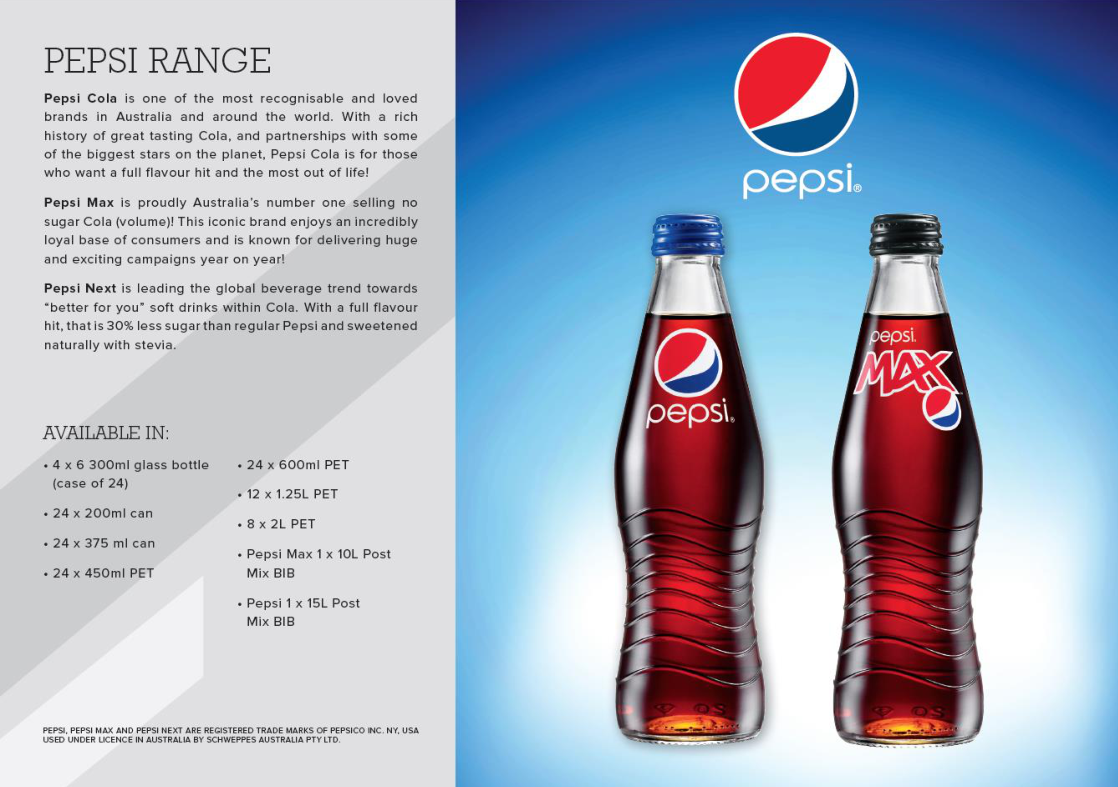 PEPSI RANGE
Pepsi Cola is one of the most recognisable and loved
brands in Australia and around the world. With a rich
history of great tasting Cola, and partnerships with some
of the biggest stars on the planet, Pepsi Cola is for those
who want a full flavour hit and the most out of life!
Pepsi Max is proudly Australia's number one selling no
sugar Cola (volume)! This iconic brand enjoys an incredibly
loyal base of consumers and is known for delivering huge
and exciting campaigns year on year!
Pepsi Next is leading the global beverage trend towards
“better for you” soft drinks within Cola. With a full flavour
hit, that is 30% less sugar than regular Pepsi and sweetened
naturally with stevia.
AVAILABLE IN:
• 4 x 6 300ml glass bottle
(case of 24)
• 24 x 200ml can
• 24 x 375 ml can
• 24 x 450ml PET
• 24 x 600ml PET
• 12 x 1.25L PET
• 8 x 2L PET
• Pepsi Max 1 x 10L Post
Mix BIB
• Pepsi 1 x 15L Post
Mix BIB
PEPSI, PEPSI MAX AND PEPSI NEXT ARE REGISTERED TRADE MARKS OF PEPSICO INC. NY, USA
USED UNDER LICENCE IN AUSTRALIA BY SCHWEPPES AUSTRALIA PTY LTD.
pepsi®
pepsi®
pepsi.
MAX